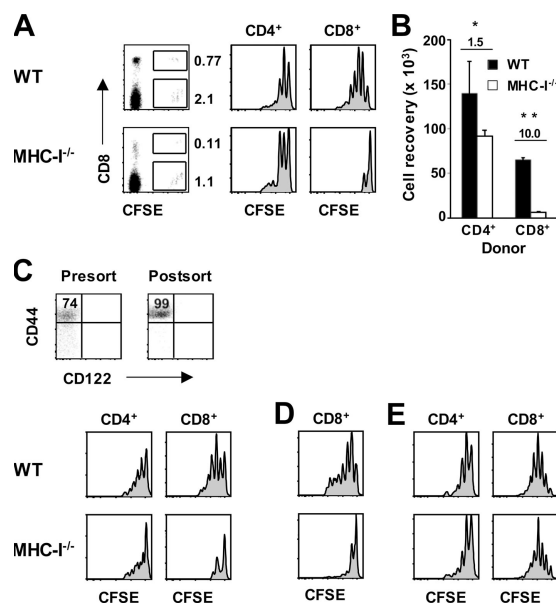 A
CD4+ CD8+
WT
0.77
2.1
MHC-I-/-
0.11
1.1
CD8
CFSE CFSE CFSE
B
Cell recovery (x 10³)
200
150
100
50
0
*
1.5
WT
MHC-I-/-
* *
10.0
CD4+ CD8+
Donor
C
Presort Postsort
74 99
CD44
CD122
CD4+ CD8+
WT
MHC-I-/-
CFSE CFSE
D
CD8+
CFSE
E
CD4+ CD8+
CFSE CFSE